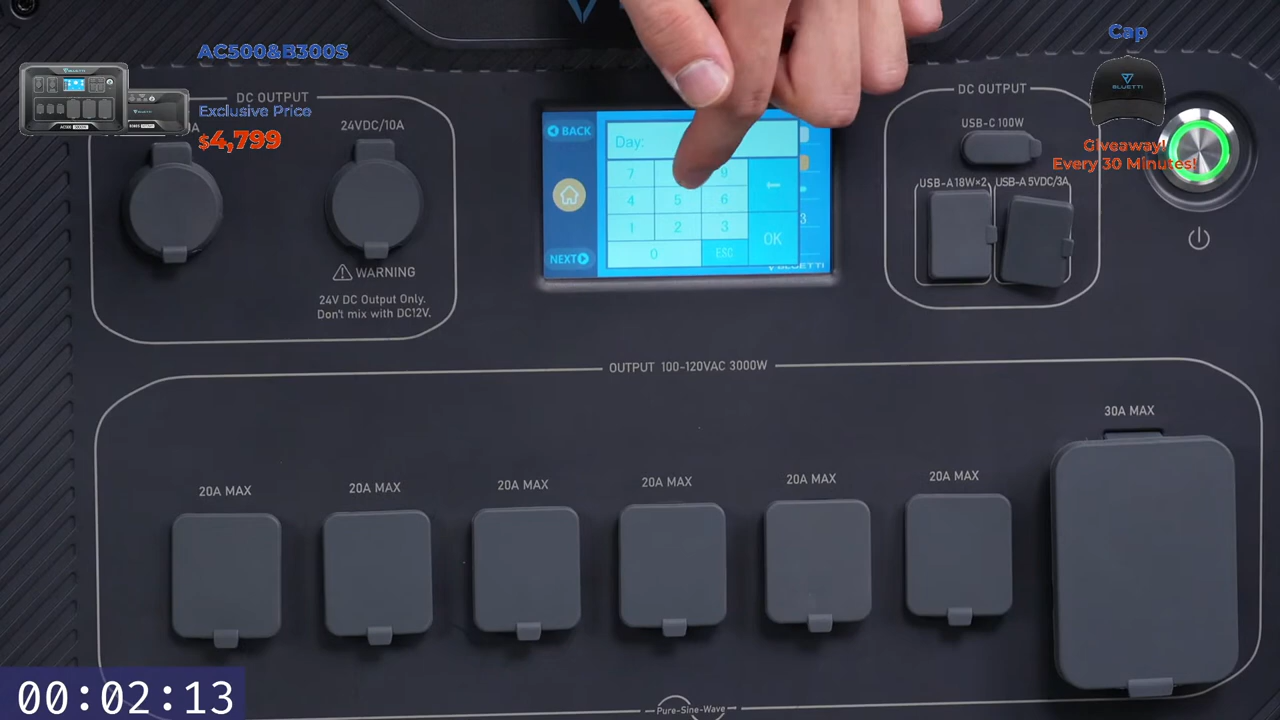 AC500&B300S
Exclusive Price
$4,799
Cap
BLUETTI
Giveaway!
Every 30 Minutes!
DC OUTPUT
24VDC/10A
WARNING
24V DC Output Only.
Don't mix with DC12V.
BACK
NEXT
Day:
7
9
4
5
6
1
2
3
0
ESC
OK
3
BLUETTI
DC OUTPUT
USB-C 100W
USB-A 18W×2
USB-A 5VDC/3A
OUTPUT 100-120VAC 3000W
30A MAX
20A MAX
20A MAX
20A MAX
20A MAX
20A MAX
20A MAX
Pure-Sine-Wave
00:02:13